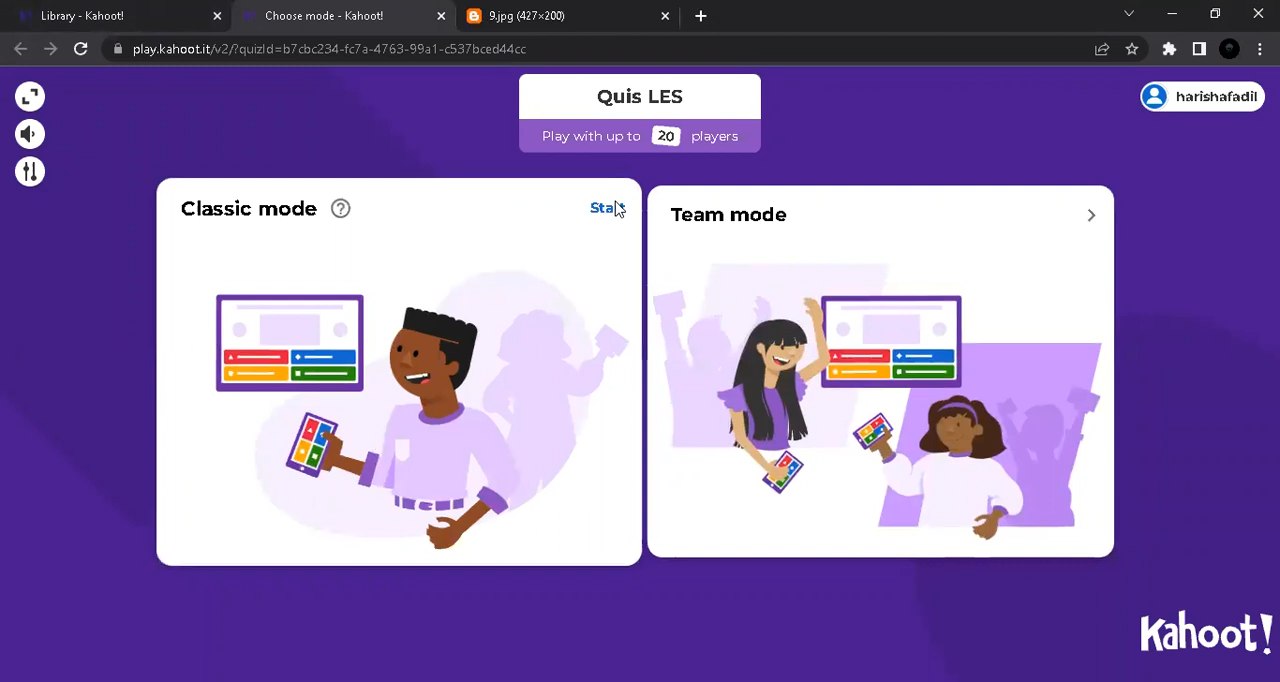 Library - Kahoot!
Choose mode - Kahoot!
9.jpg (427×200)
play.kahoot.it/v2/?quizId=b7cbc234-fc7a-4763-99a1-c537bced44cc
Quis LES
Play with up to 20 players
harishafadil
Classic mode
Start
Team mode
Kahoot!